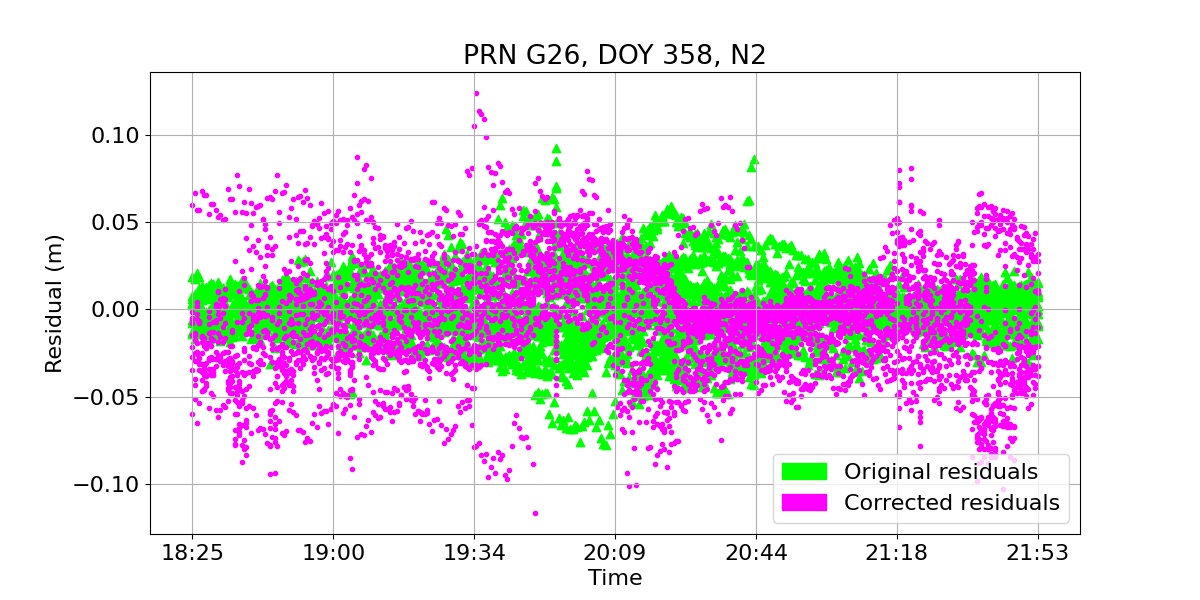 PRN G26, DOY 358, N2
Residual (m)
0.10
0.05
0.00
−0.05
−0.10
Original residuals
Corrected residuals
18:25 19:00 19:34 20:09 20:44 21:18 21:53
Time